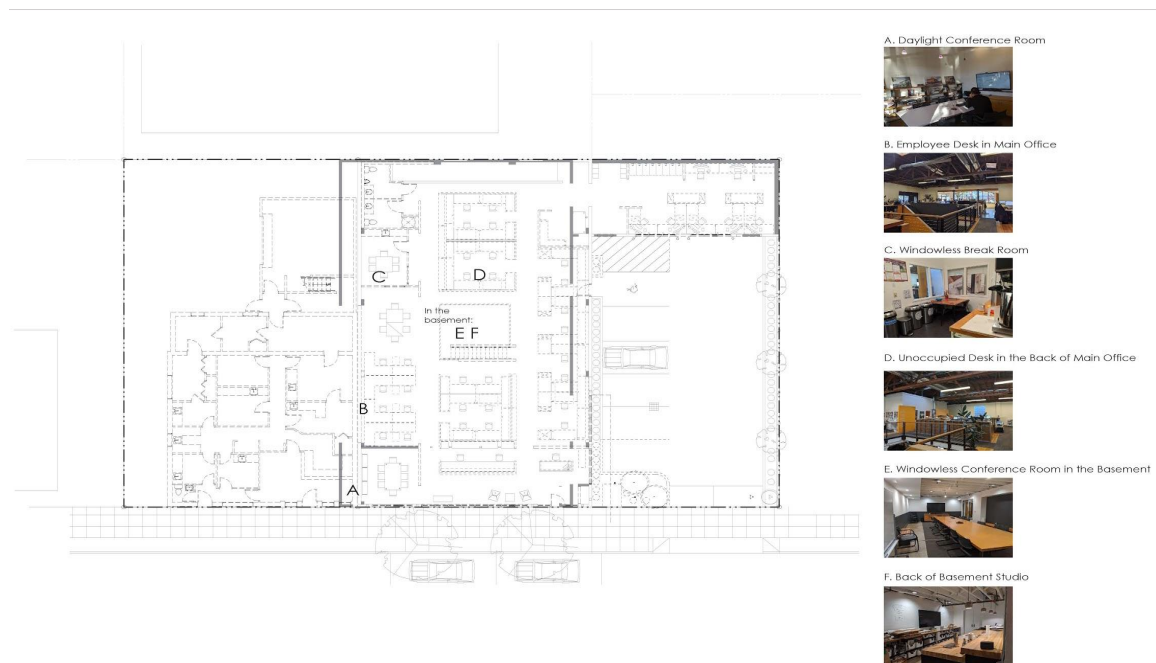 A. Daylight Conference Room
B. Employee Desk in Main Office
C. Windowless Break Room
C
D
In the
basement:
E F
D. Unoccupied Desk in the Back of Main Office
B
E. Windowless Conference Room in the Basement
A
F. Back of Basement Studio